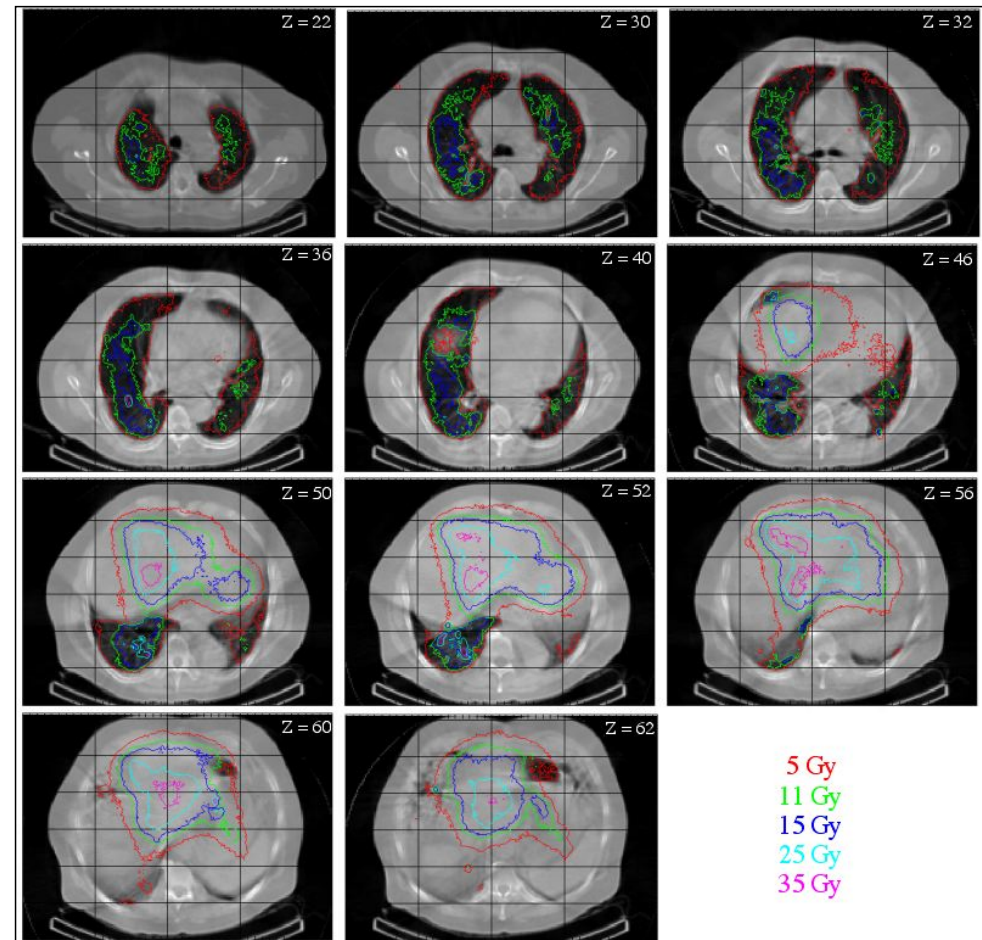 Z = 22
Z = 30
Z = 32
Z = 36
Z = 40
Z = 46
Z = 50
Z = 52
Z = 56
Z = 60
Z = 62
5 Gy
11 Gy
15 Gy
25 Gy
35 Gy